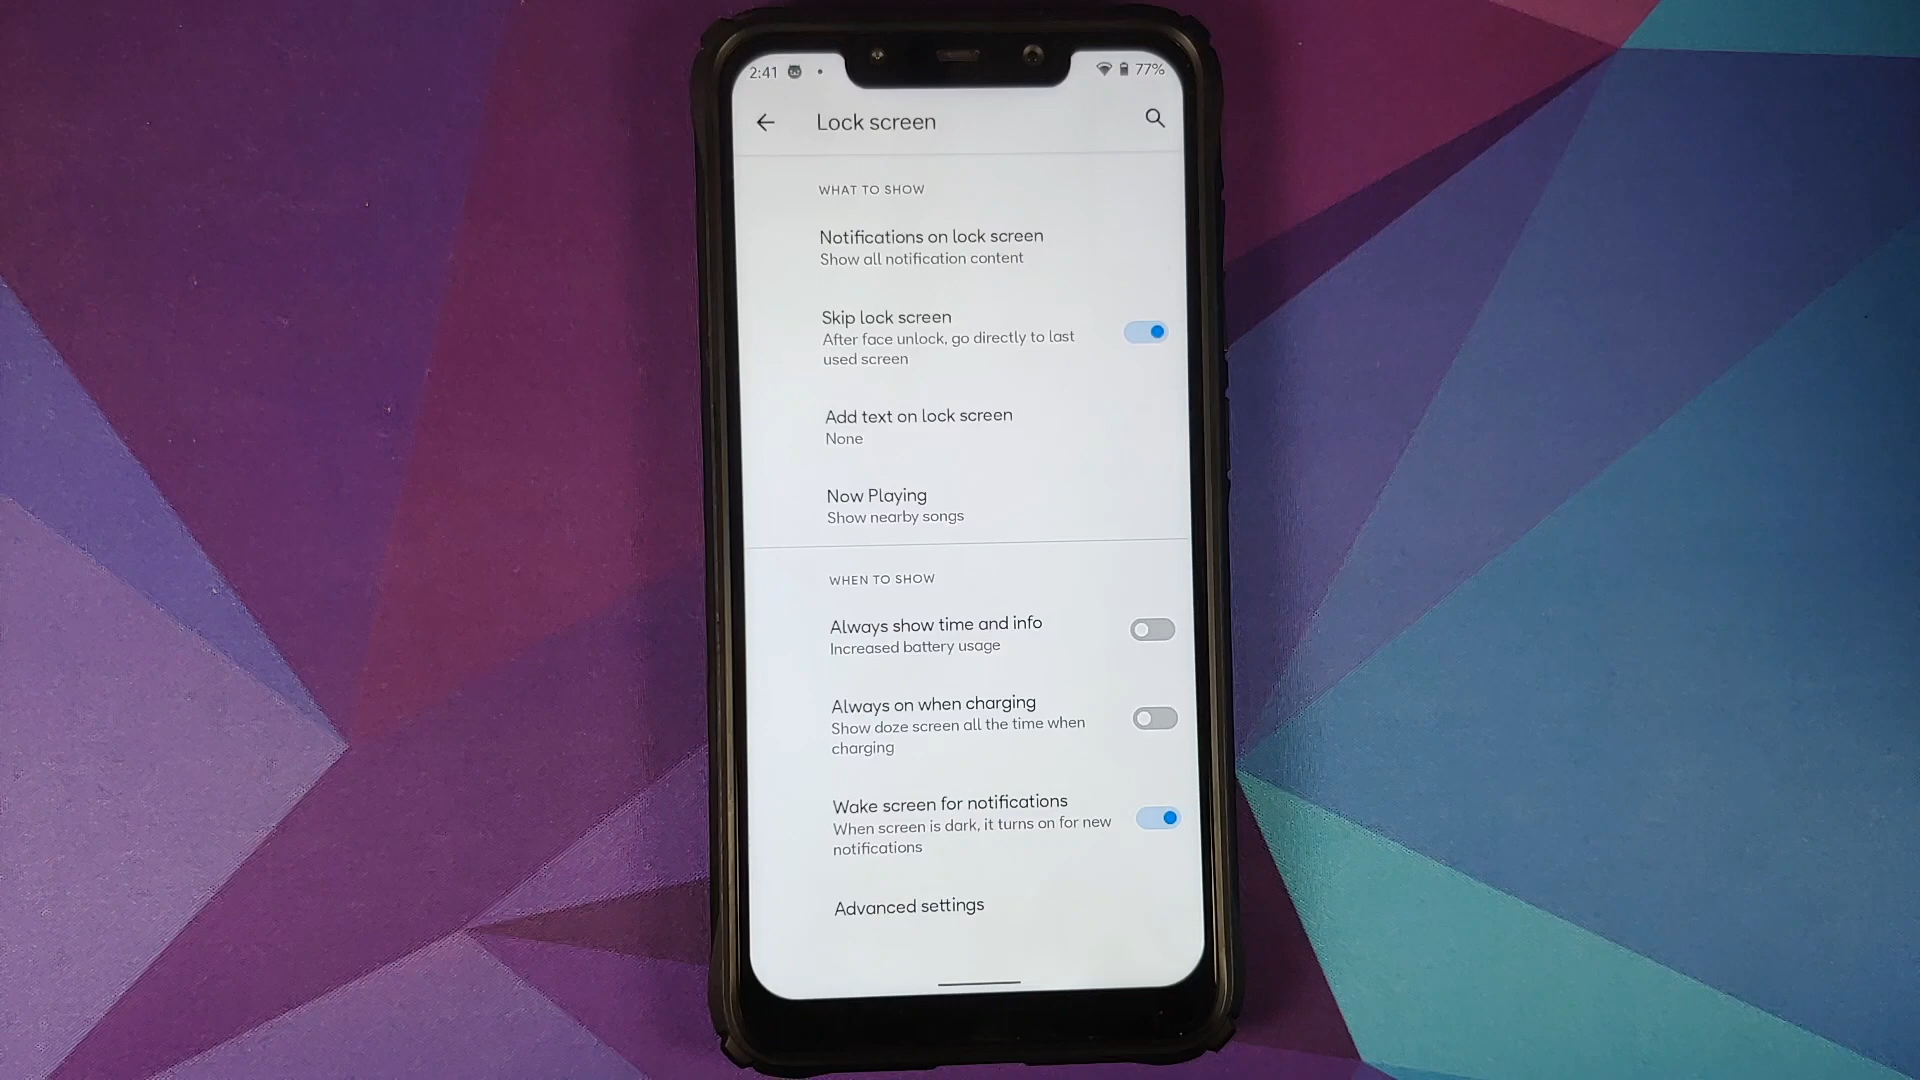 2:41 77%
Lock screen
WHAT TO SHOW
Notifications on lock screen
Show all notification content
Skip lock screen
After face unlock, go directly to last
used screen
Add text on lock screen
None
Now Playing
Show nearby songs
WHEN TO SHOW
Always show time and info
Increased battery usage
Always on when charging
Show doze screen all the time when
charging
Wake screen for notifications
When screen is dark, it turns on for new
notifications
Advanced settings